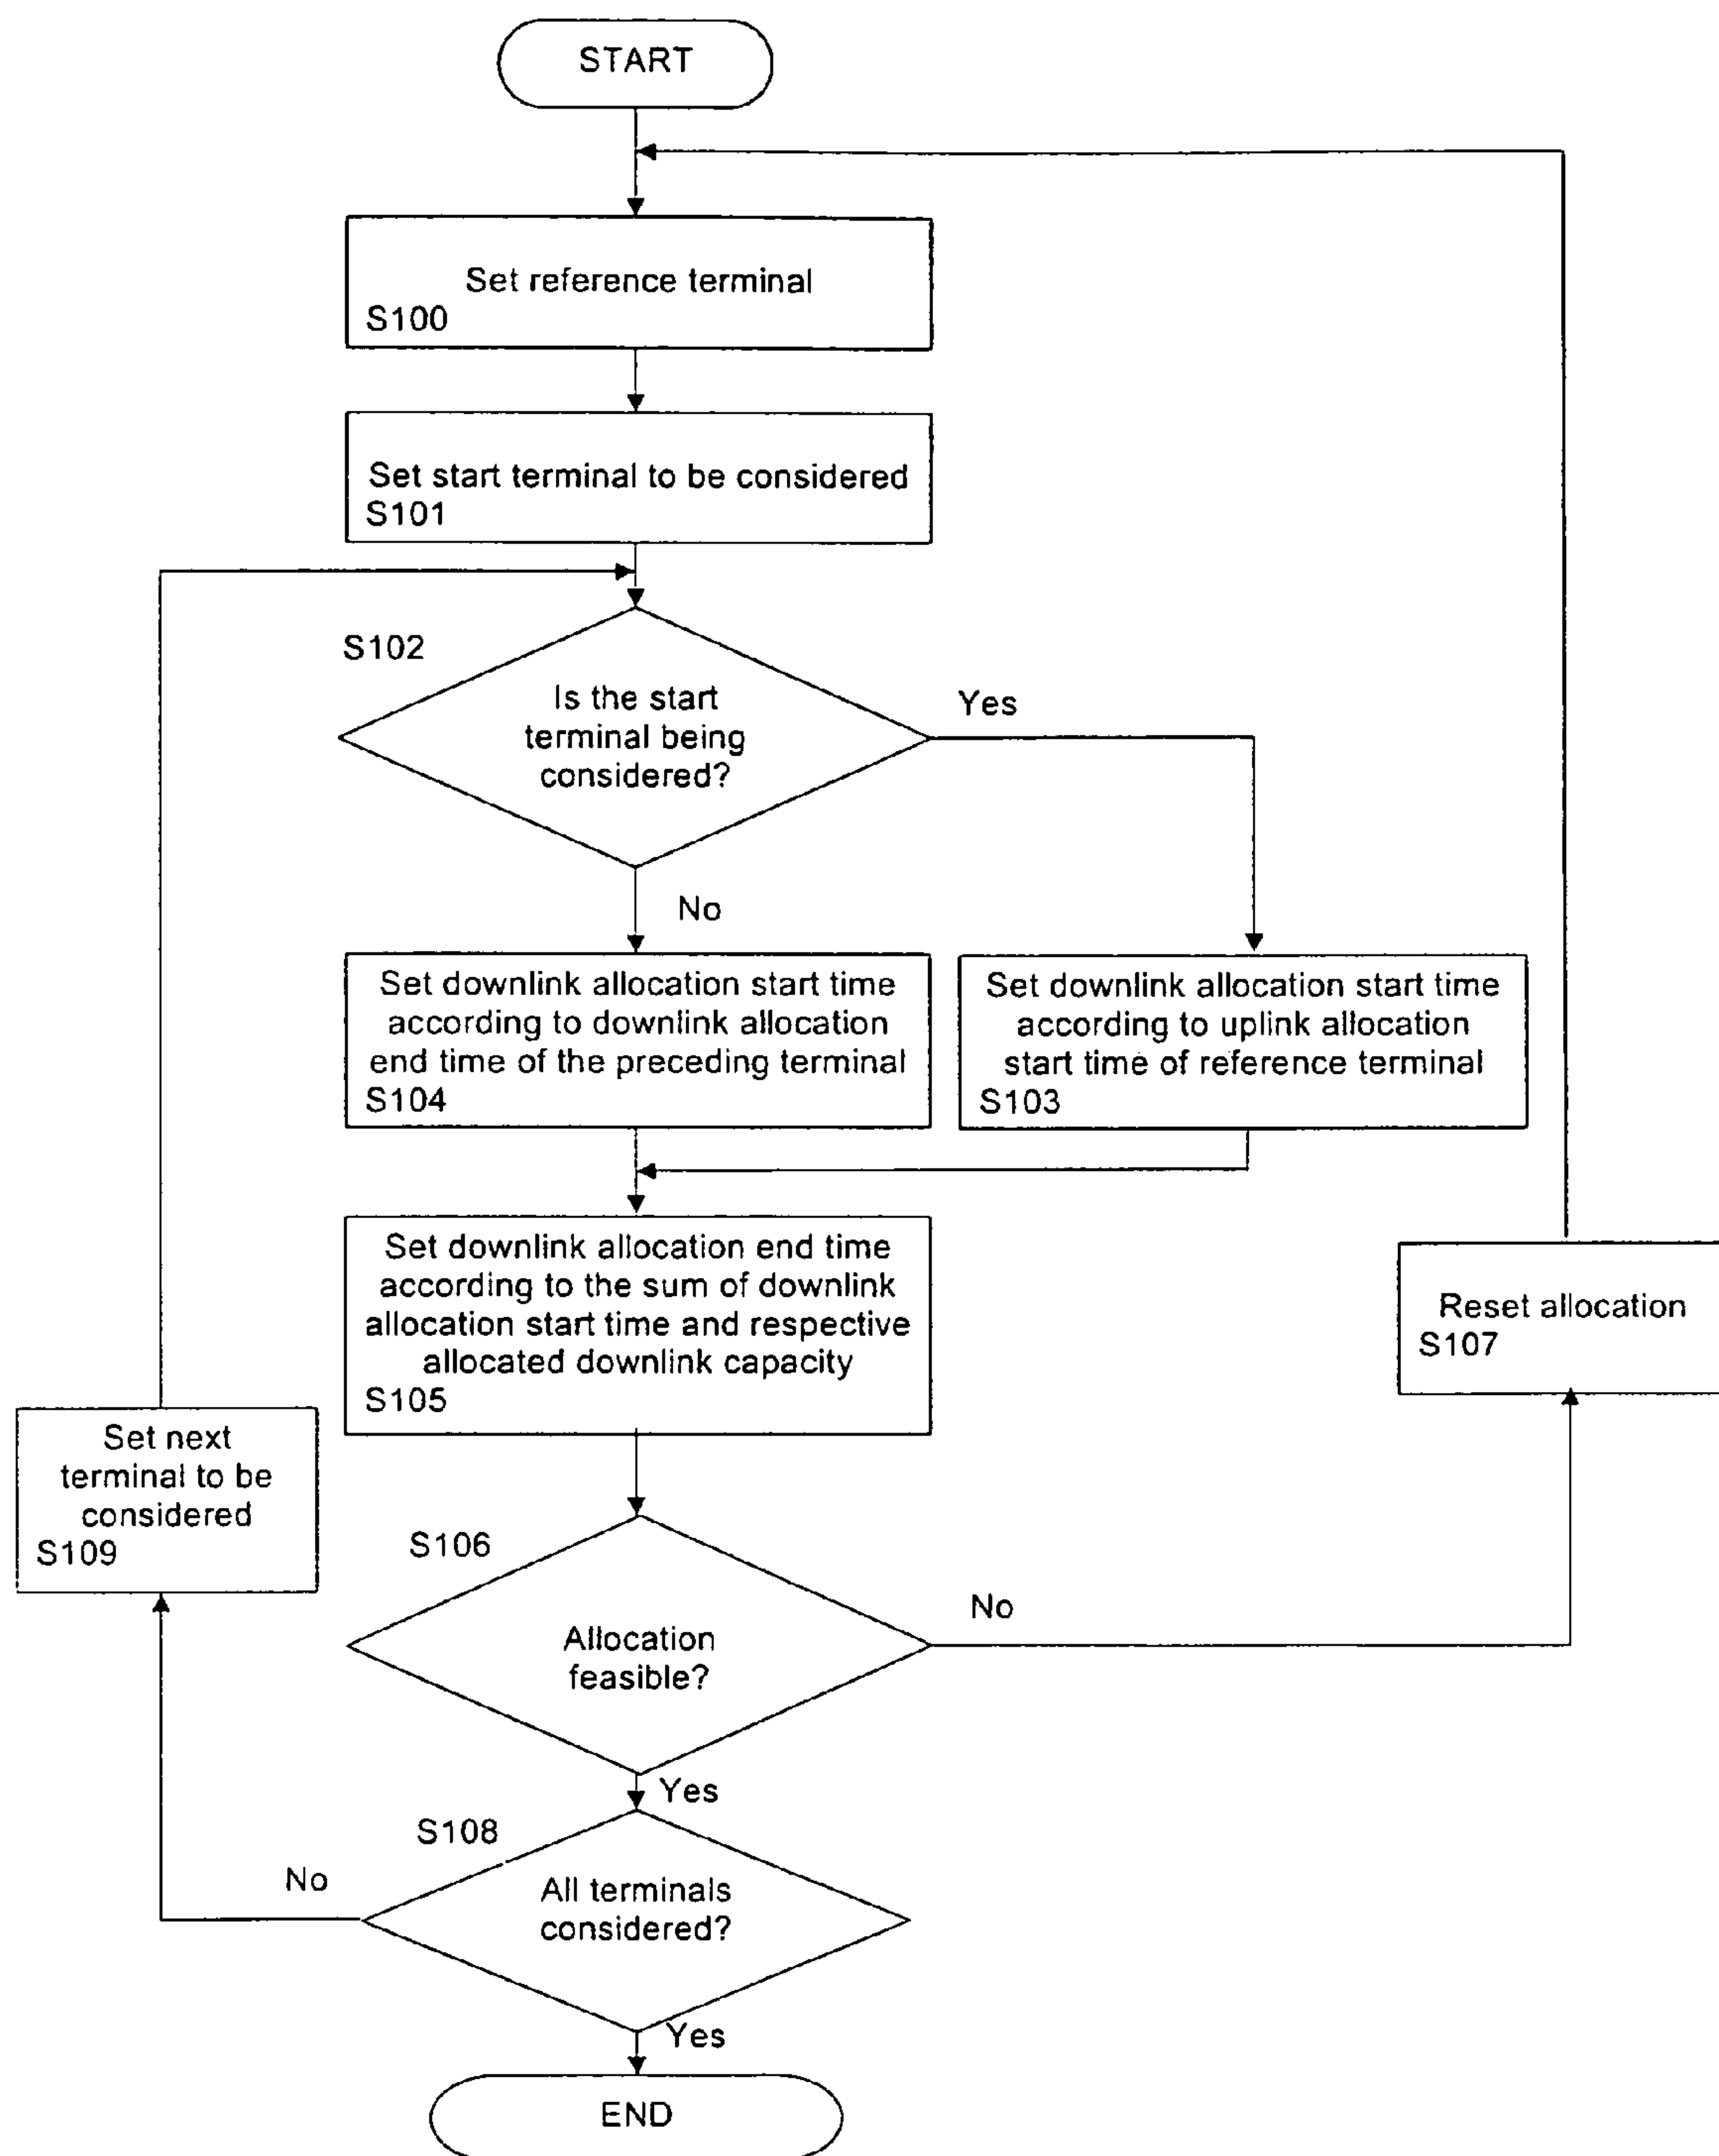 START
Set reference terminal
S100
Set start terminal to be considered
S101
S102
Is the start
terminal being
considered?
Yes
No
Set downlink allocation start time
according to downlink allocation
end time of the preceding terminal
S104
Set downlink allocation start time
according to uplink allocation
start time of reference terminal
S103
Set downlink allocation end time
according to the sum of downlink
allocation start time and respective
allocated downlink capacity
S105
Reset allocation
S107
Set next
terminal to be
considered
S109
S106
Allocation
feasible?
No
Yes
S108
All terminals
considered?
No
Yes
END